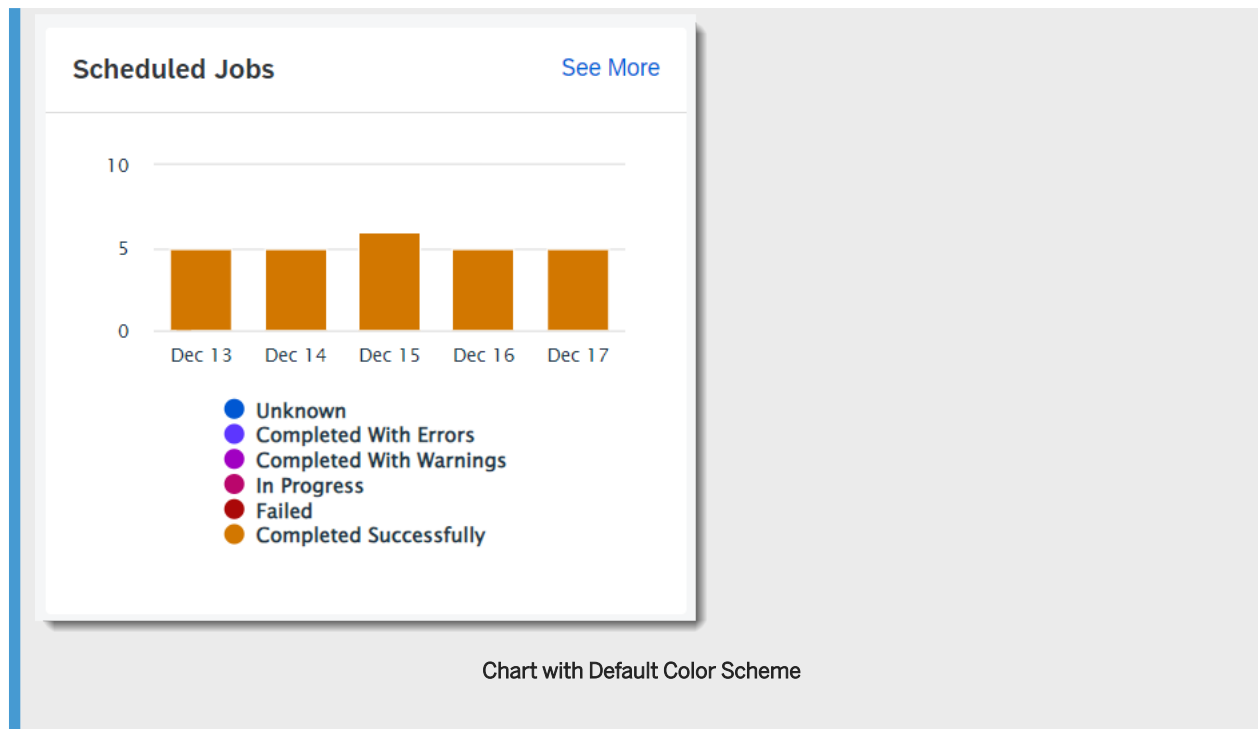 Scheduled Jobs
See More
10
5
0
Dec 13 Dec 14 Dec 15 Dec 16 Dec 17
Unknown
Completed With Errors
Completed With Warnings
In Progress
Failed
Completed Successfully
Chart with Default Color Scheme